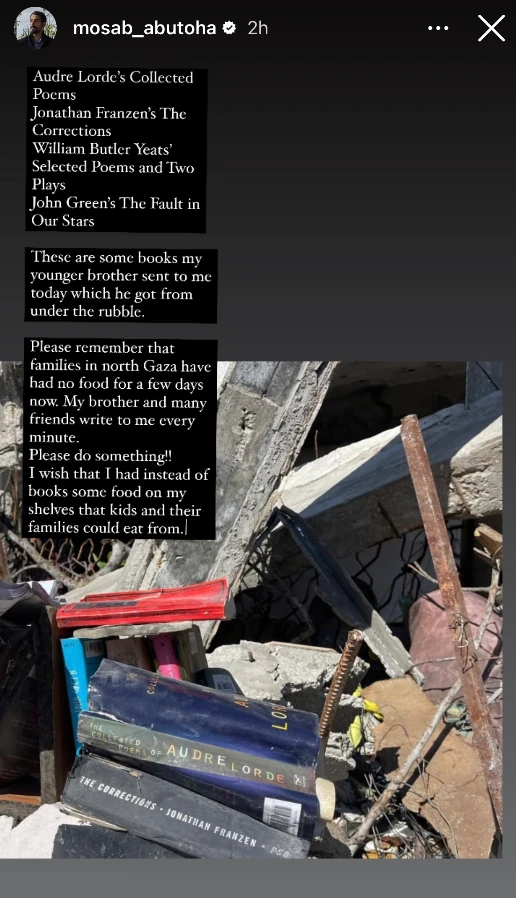 mosab_abutoha 2h
Audre Lorde's Collected
Poems
Jonathan Franzen's The
Corrections
William Butler Yeats'
Selected Poems and Two
Plays
John Green's The Fault in
Our Stars
These are some books my
younger brother sent to me
today which he got from
under the rubble.
Please remember that
families in north Gaza have
had no food for a few days
now. My brother and many
friends write to me every
minute.
Please do something!!
I wish that I had instead of
books some food on my
shelves that kids and their
families could eat from.
THE COLLECTED POEMS OF AUDRE LORDE
THE CORRECTIONS • JONATHAN FRANZEN •